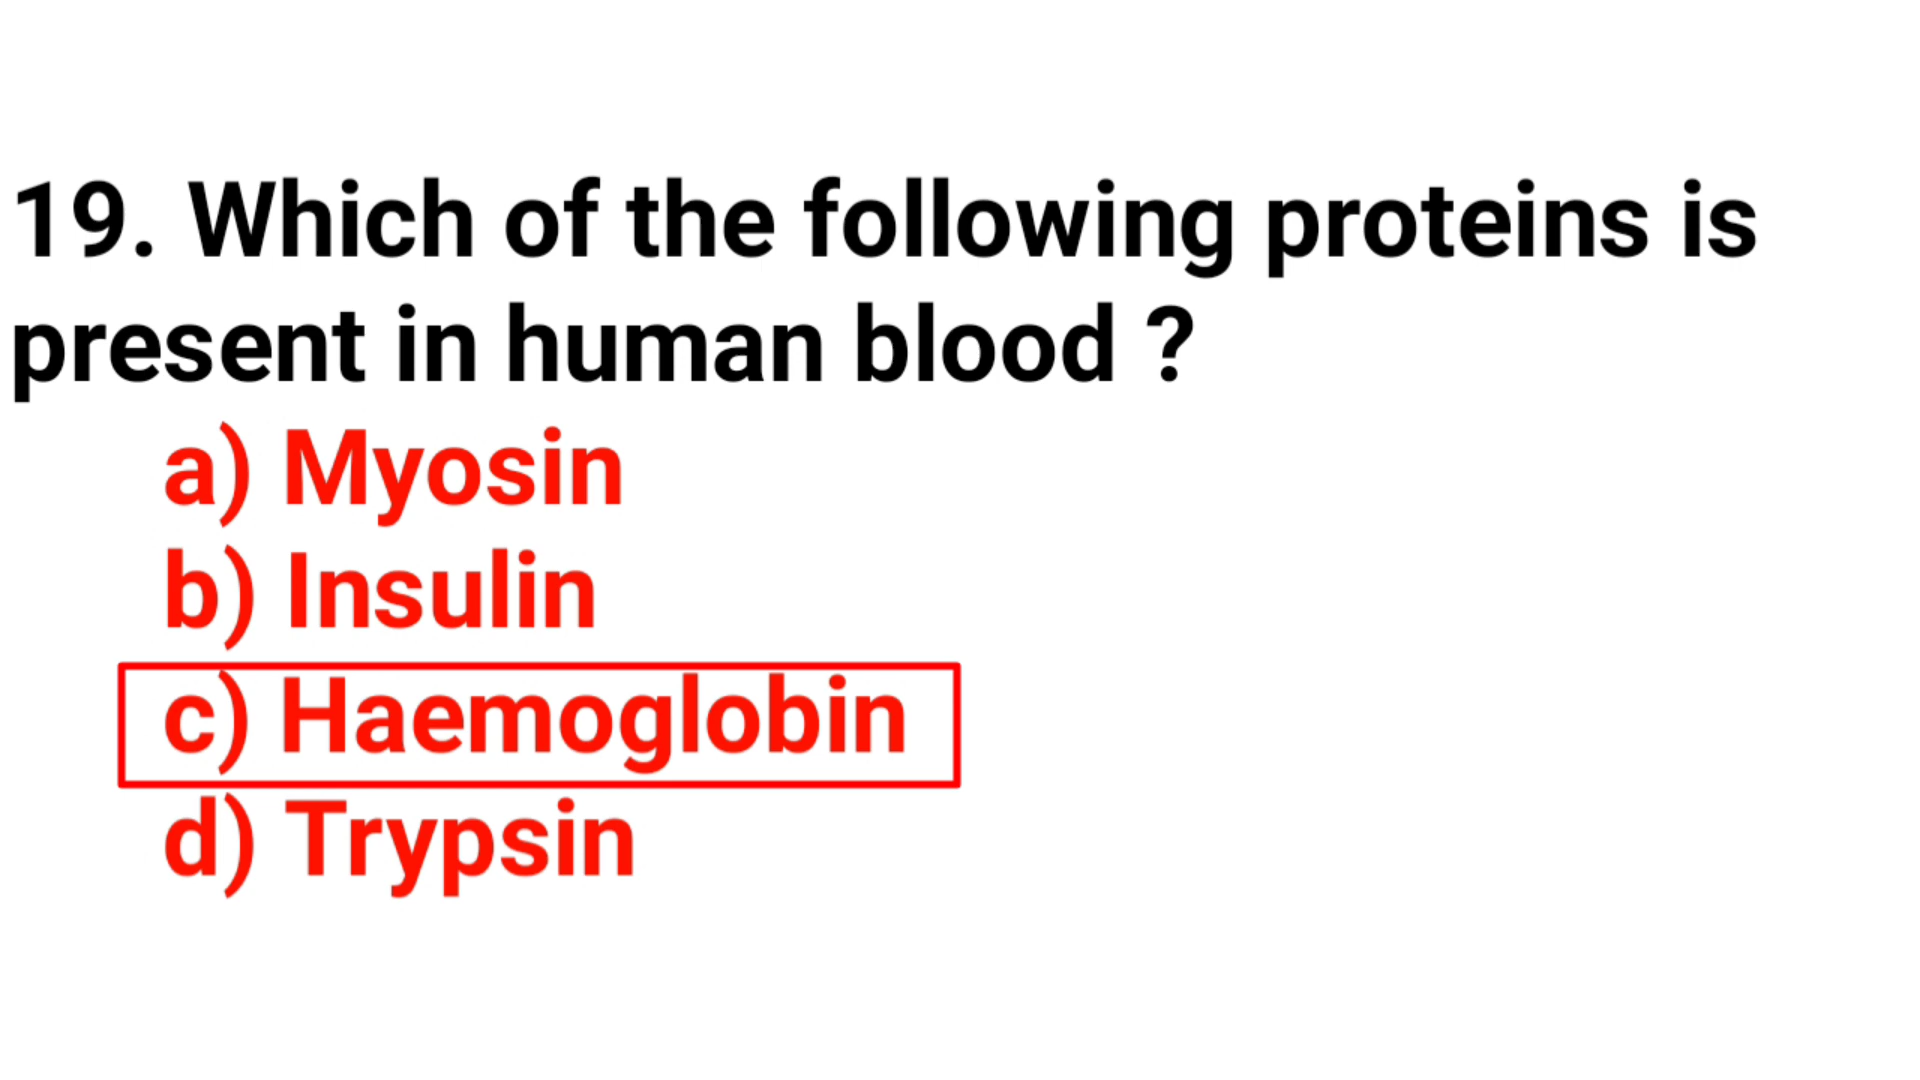 19. Which of the following proteins is
present in human blood ?
a) Myosin
b) Insulin
c) Haemoglobin
d) Trypsin